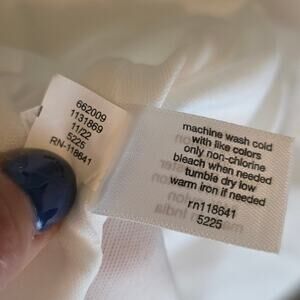 662009
1131869
11/22
5225
RN-118641
machine wash cold
with like colors
only non-chlorine
bleach when needed
tumble dry low
warm iron if needed
rn118641
5225